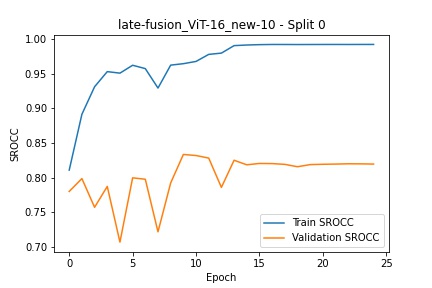 late-fusion_ViT-16_new-10 - Split 0
1.00
0.95
0.90
0.85
0.80
0.75
0.70
SROCC
Train SROCC
Validation SROCC
0 5 10 15 20 25
Epoch